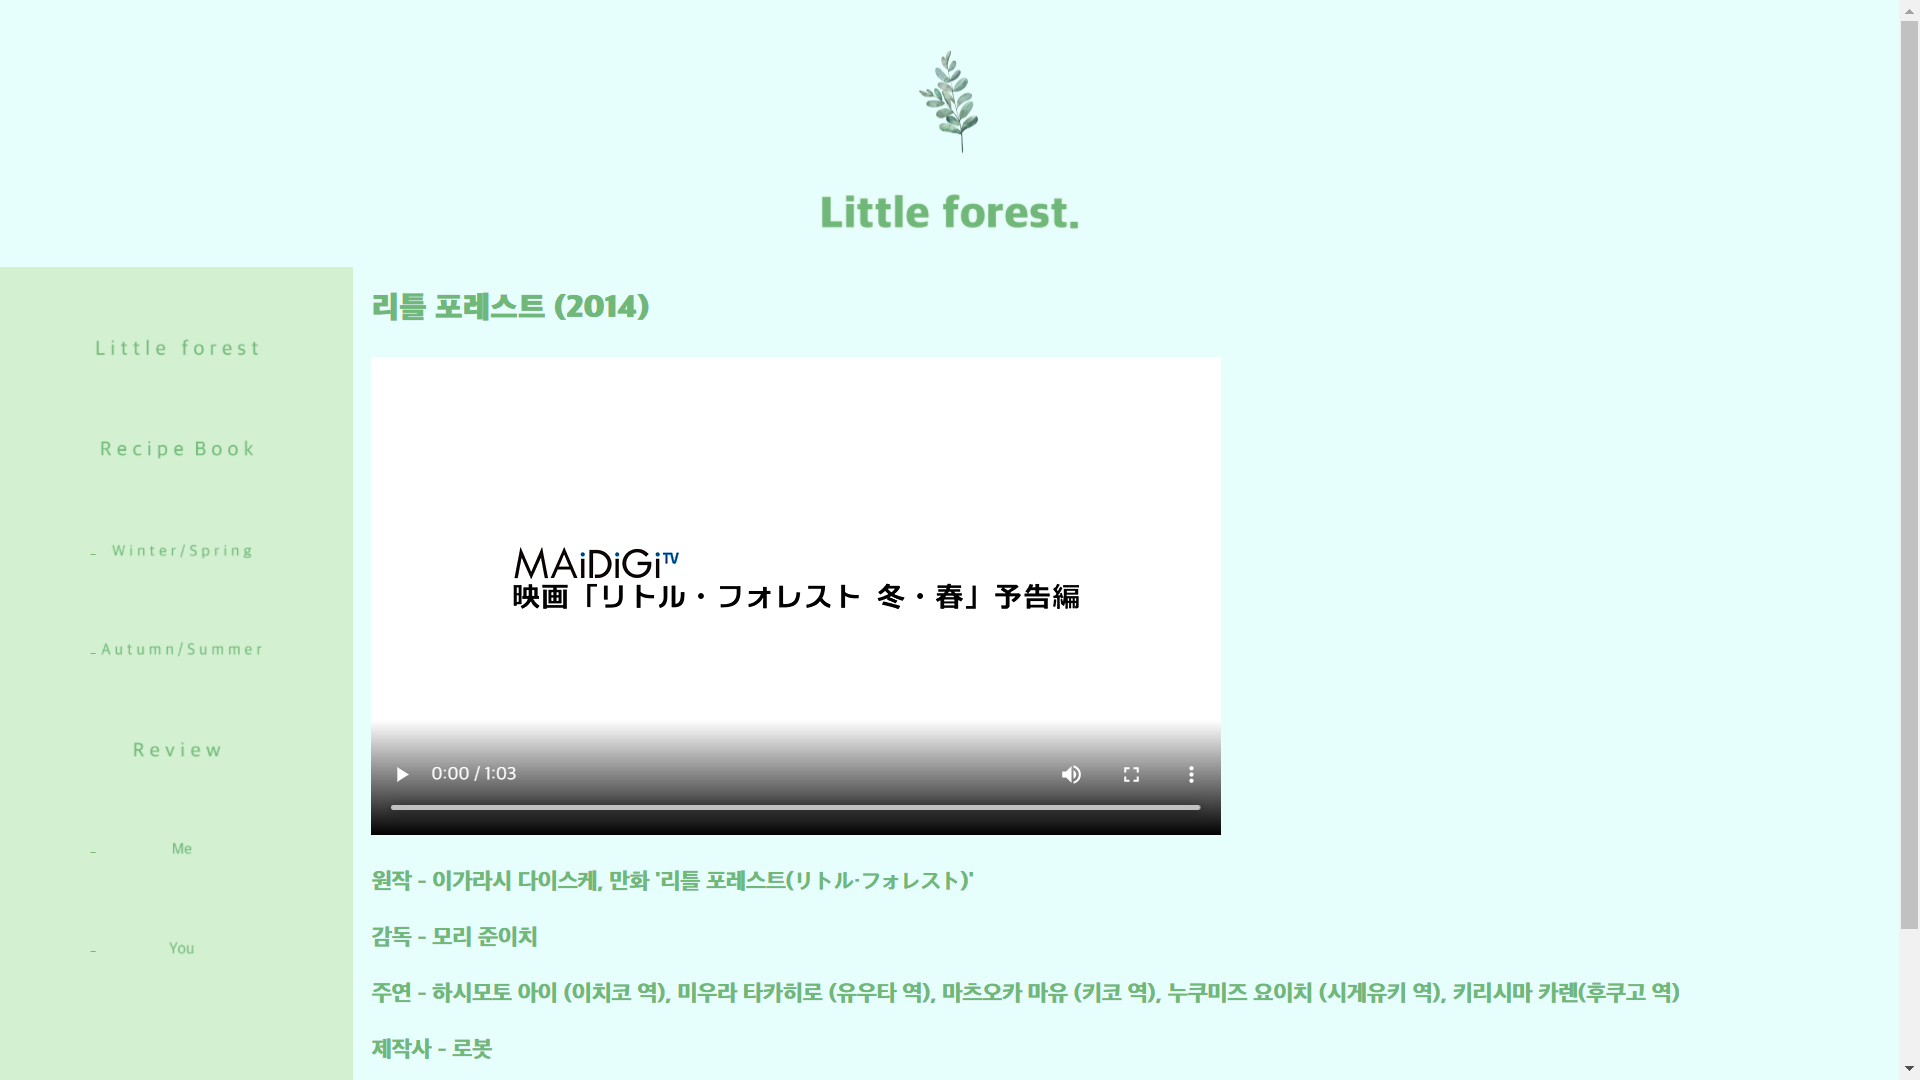 Little forest.
Little forest
Recipe Book
- Winter/Spring
- Autumn/Summer
Review
- Me
- You
리틀 포레스트 (2014)
MAiDiGiTV
映画「リトル・フォレスト 冬・春」予告編
0:00 / 1:03
원작 - 이가라시 다이스케, 만화 '리틀 포레스트(リトル·フォレスト)'
감독 - 모리 준이치
주연 - 하시모토 아이 (이치코 역), 미우라 타카히로 (유우타 역), 마츠오카 마유 (키코 역), 누쿠미즈 요이치 (시게유키 역), 키리시마 카렌(후쿠고 역)
제작사 - 로봇